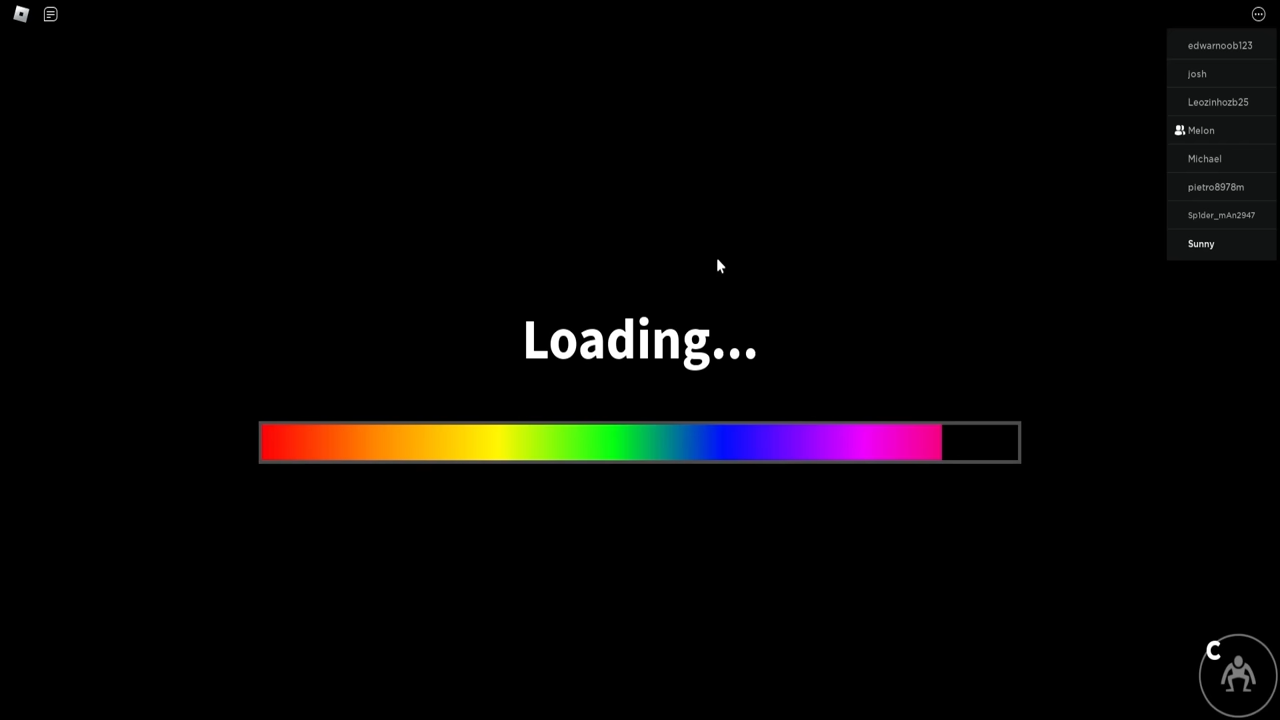 edwarnoob123
josh
Leozinhozb25
Melon
Michael
pietro8978m
Sp1der_mAn2947
Sunny
Loading...
C